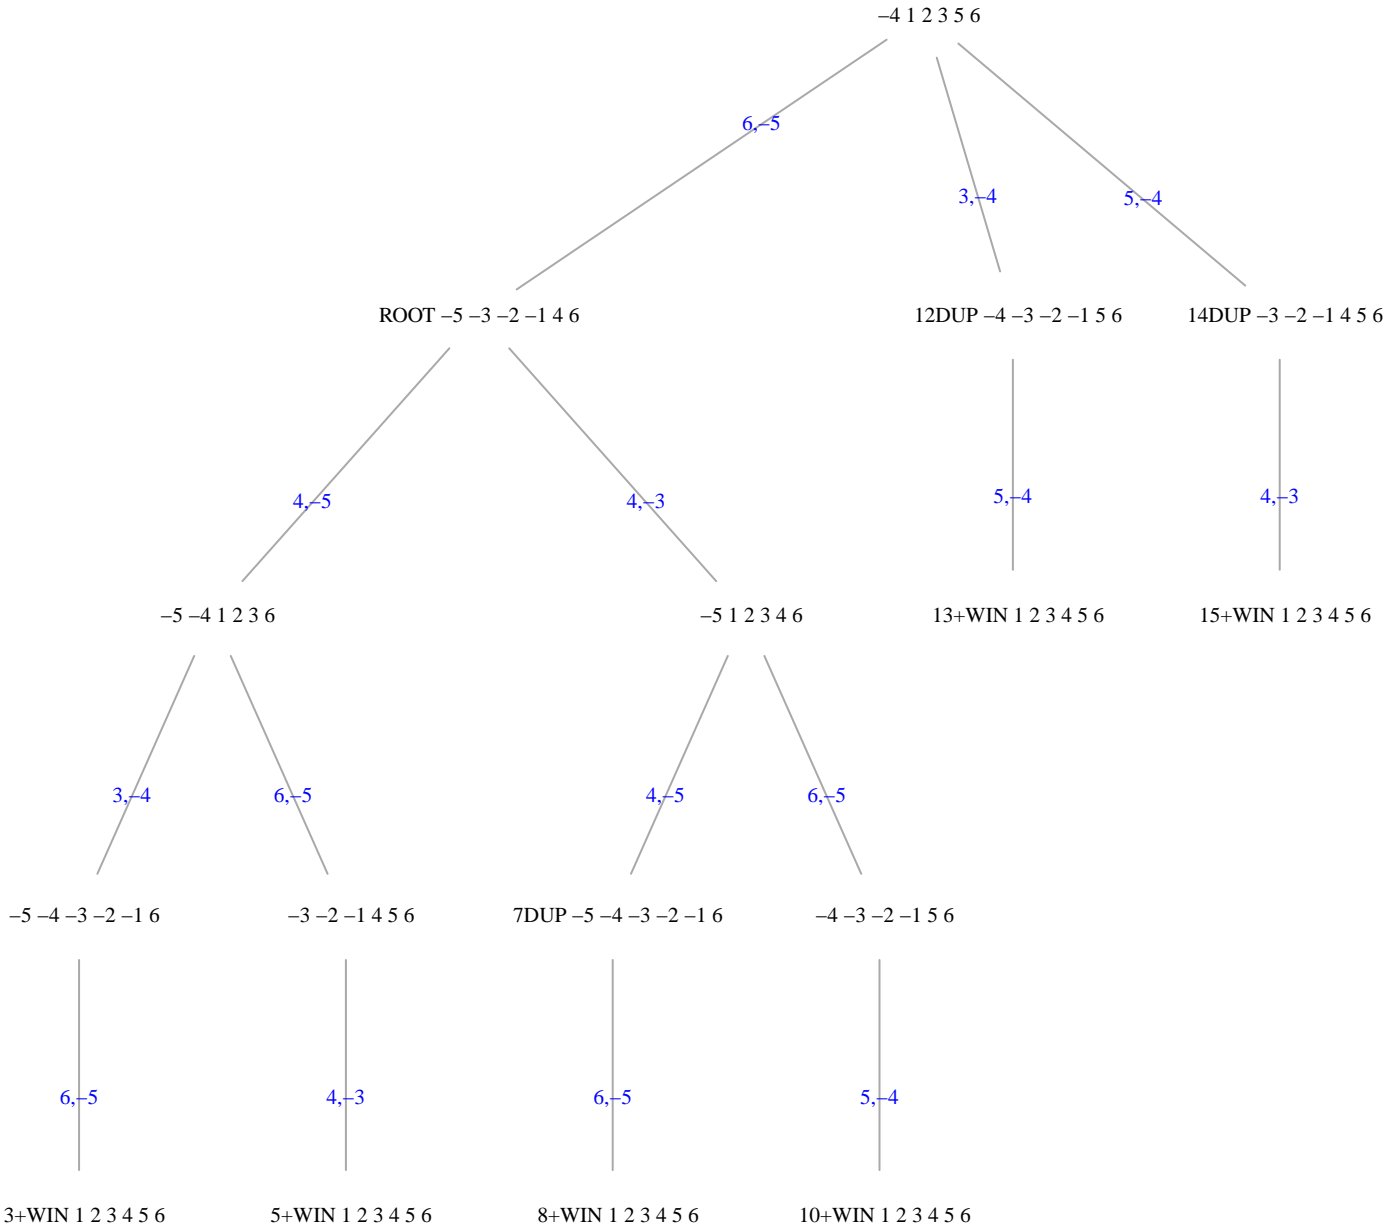 –4 1 2 3 5 6
6,–5
3,–4
5,–4
ROOT –5 –3 –2 –1 4 6
12DUP –4 –3 –2 –1 5 6
14DUP –3 –2 –1 4 5 6
4,–5
4,–3
5,–4
4,–3
–5 –4 1 2 3 6
–5 1 2 3 4 6
13+WIN 1 2 3 4 5 6
15+WIN 1 2 3 4 5 6
3,–4
6,–5
4,–5
6,–5
–5 –4 –3 –2 –1 6
–3 –2 –1 4 5 6
7DUP –5 –4 –3 –2 –1 6
–4 –3 –2 –1 5 6
6,–5
4,–3
6,–5
5,–4
3+WIN 1 2 3 4 5 6
5+WIN 1 2 3 4 5 6
8+WIN 1 2 3 4 5 6
10+WIN 1 2 3 4 5 6